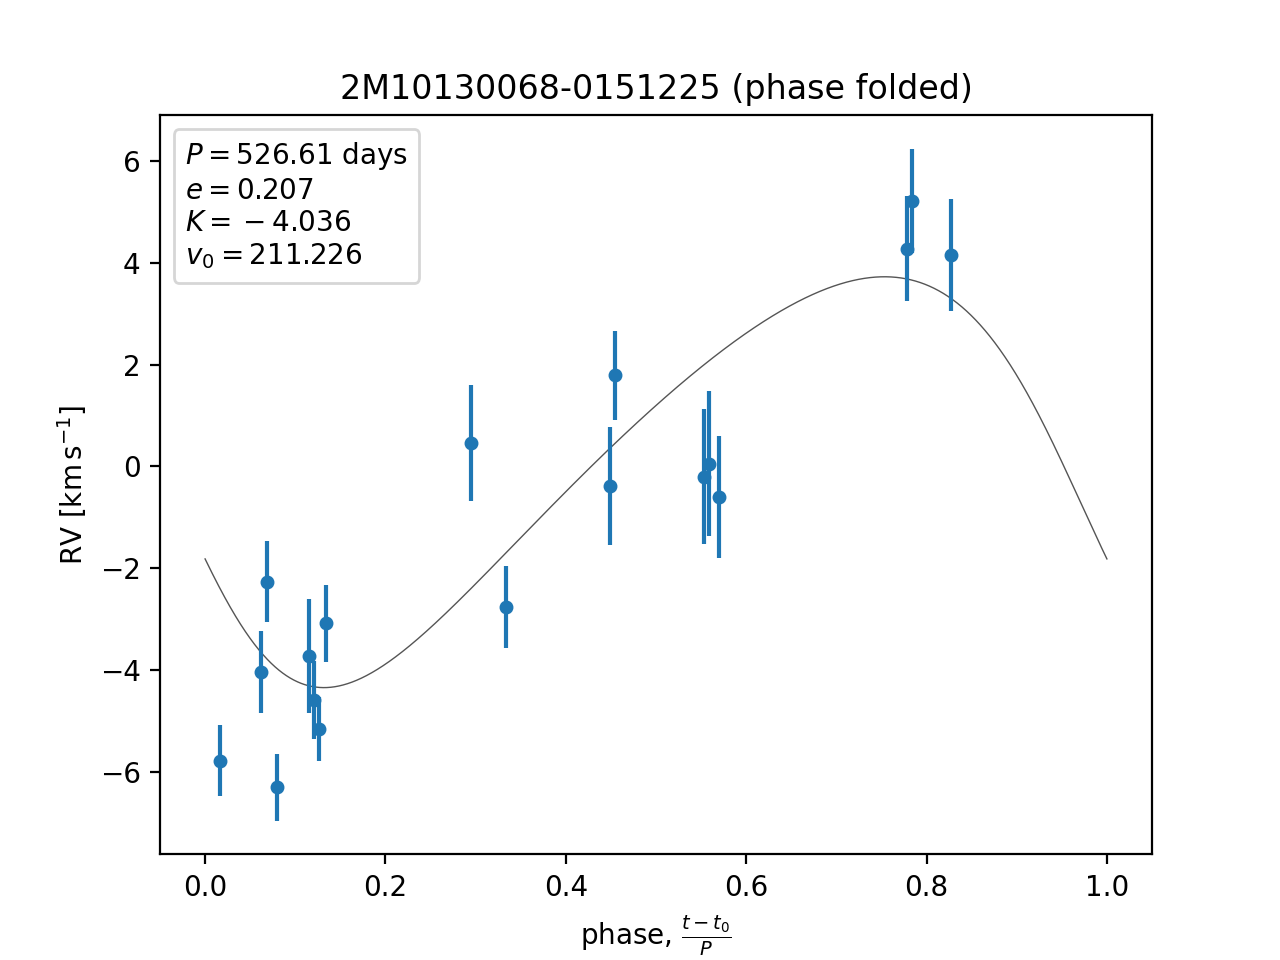 2M10130068-0151225 (phase folded)
P = 526.61 days
e = 0.207
K = −4.036
v₀ = 211.226
6
4
2
0
−2
−4
−6
RV [km s⁻¹]
0.0 0.2 0.4 0.6 0.8 1.0
phase, (t − t₀)/P